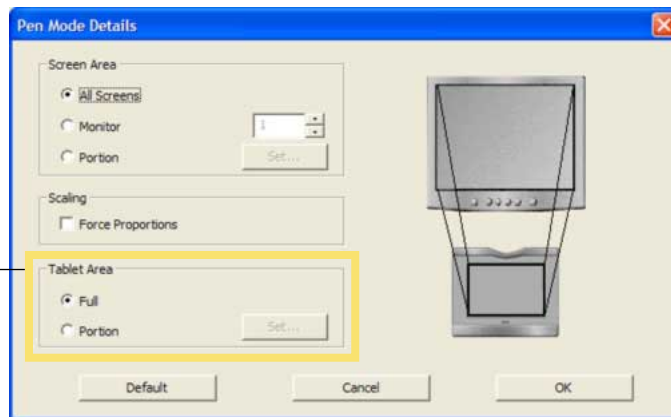 Pen Mode Details
Screen Area
All Screens
Monitor
1
Portion
Set...
Scaling
Force Proportions
Tablet Area
Full
Portion
Set...
Default
Cancel
OK